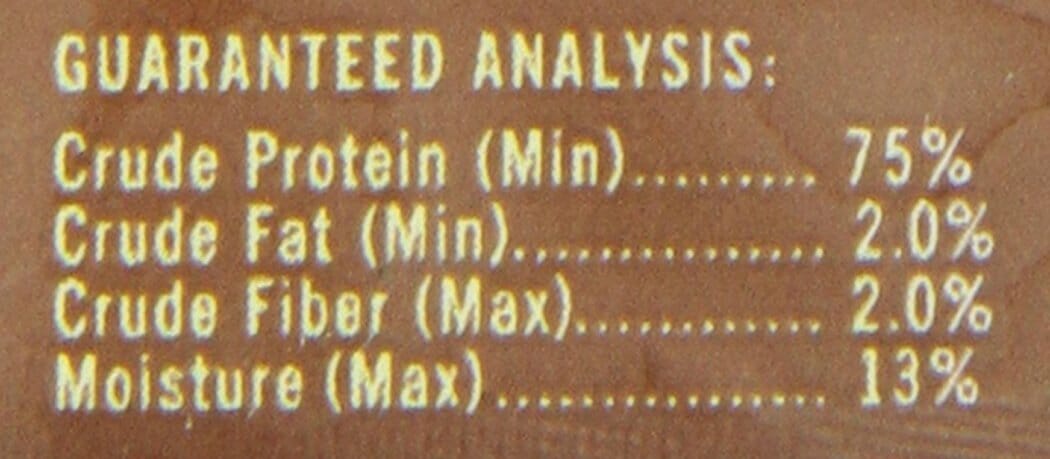 GUARANTEED ANALYSIS:
Crude Protein (Min)......... 75%
Crude Fat (Min)............... 2.0%
Crude Fiber (Max)............ 2.0%
Moisture (Max)................ 13%